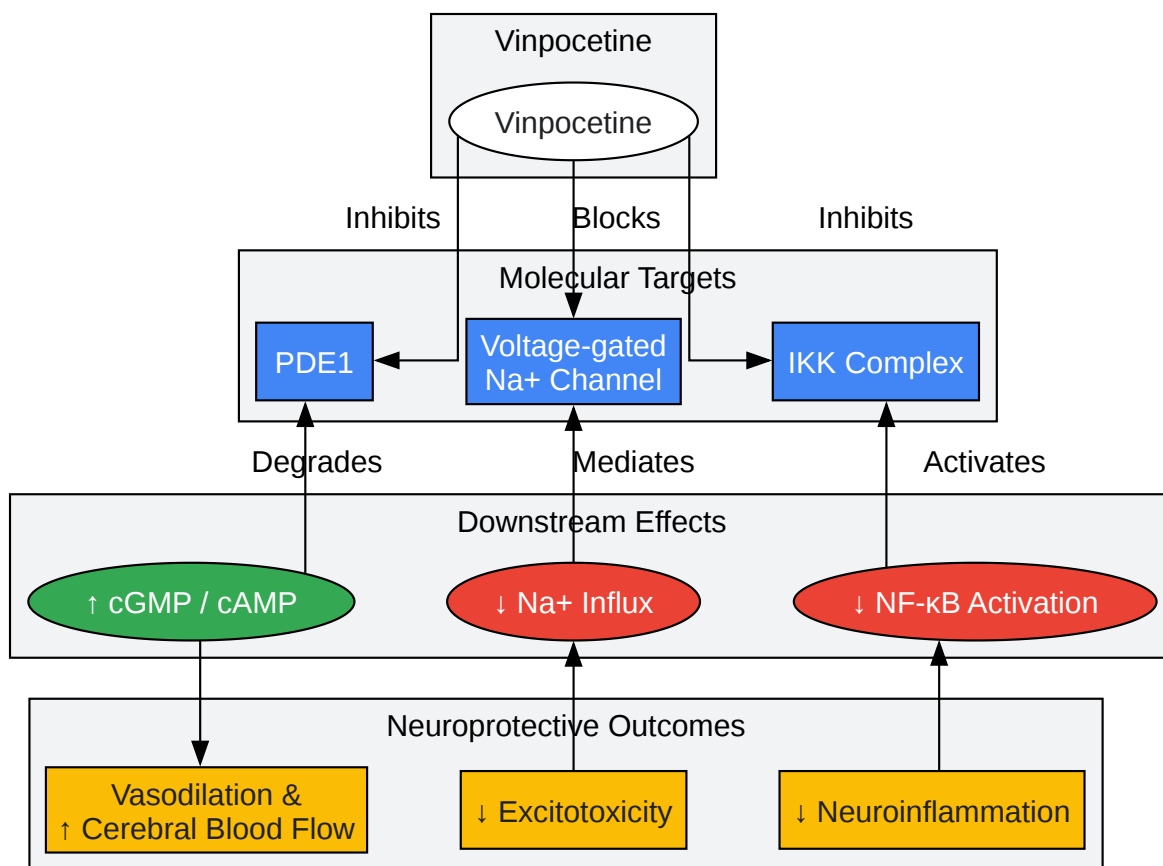 Vinpocetine
Vinpocetine
Inhibits
Blocks
Inhibits
Molecular Targets
PDE1
Voltage-gated
Na+ Channel
IKK Complex
Degrades
Mediates
Activates
Downstream Effects
↑ cGMP / cAMP
↓ Na+ Influx
↓ NF-κB Activation
Neuroprotective Outcomes
Vasodilation &
↑ Cerebral Blood Flow
↓ Excitotoxicity
↓ Neuroinflammation